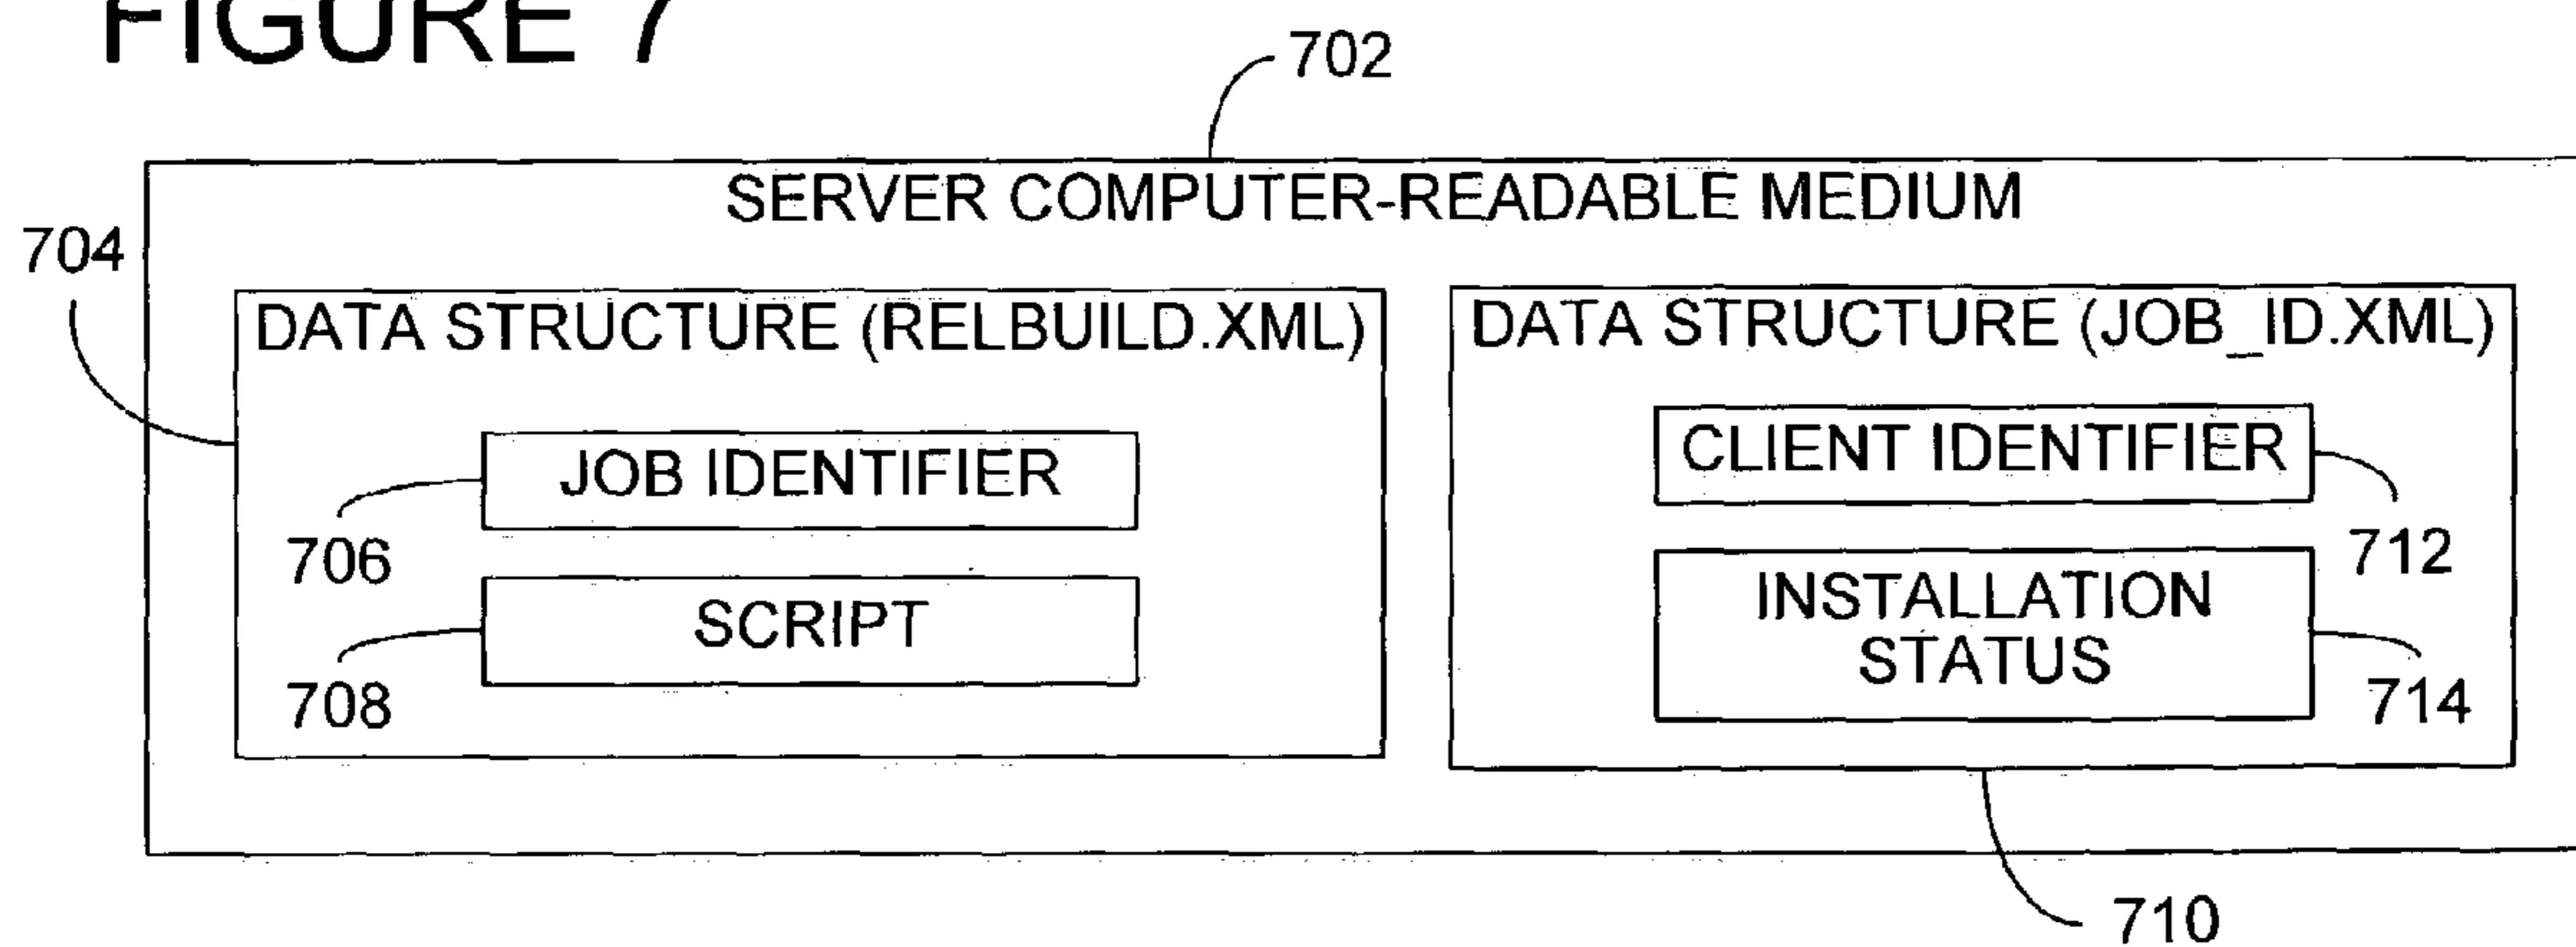 FIGURE 7
702
SERVER COMPUTER-READABLE MEDIUM
704
DATA STRUCTURE (RELBUILD.XML)
JOB IDENTIFIER
706
SCRIPT
708
DATA STRUCTURE (JOB_ID.XML)
CLIENT IDENTIFIER
712
INSTALLATION
STATUS
714
710